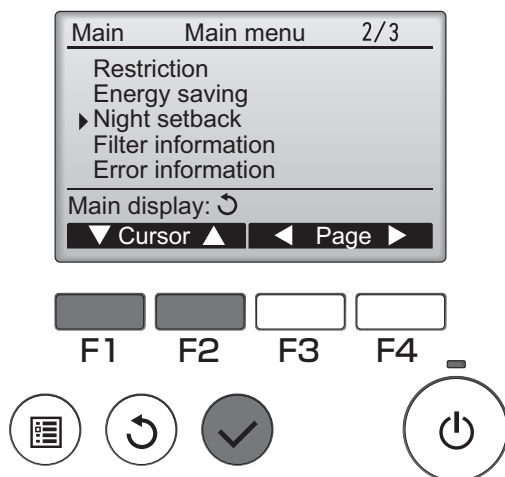 Main Main menu 2/3
Restriction
Energy saving
Night setback
Filter information
Error information
Main display:
Cursor Page
F1 F2 F3 F4